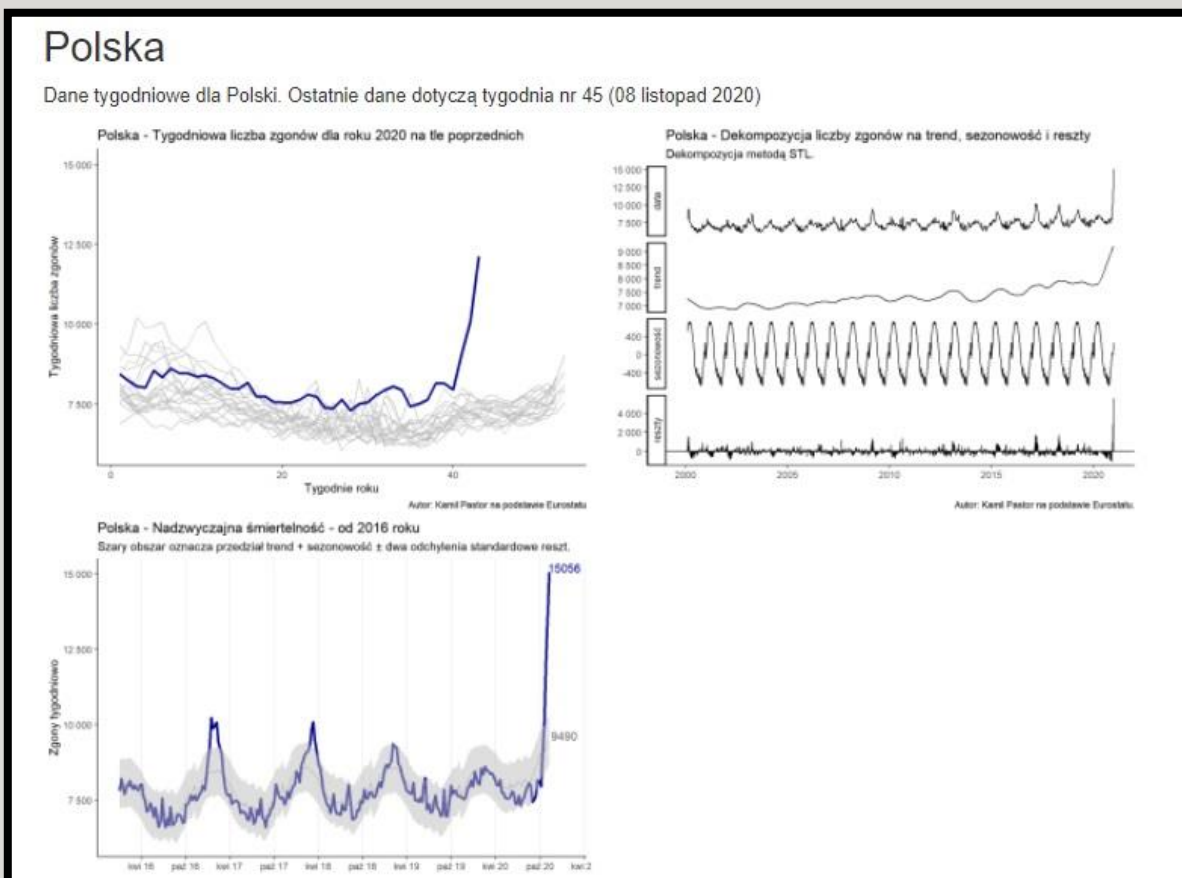 Polska
Dane tygodniowe dla Polski. Ostatnie dane dotyczą tygodnia nr 45 (08 listopad 2020)
Polska - Tygodniowa liczba zgonów dla roku 2020 na tle poprzednich
Tygodniowa liczba zgonów
15 000
12 500
10 000
7 500
0
20
40
Tygodnie roku
Autor: Kamil Pastor na podstawie Eurostatu.
Polska - Dekompozycja liczby zgonów na trend, sezonowość i reszty
Dekompozycja metodą STL.
15 000
12 500
10 000
7 500
data
9 000
8 500
8 000
7 500
7 000
trend
400
0
-400
sezonowość
4 000
2 000
0
reszty
2000
2005
2010
2015
2020
Autor: Kamil Pastor na podstawie Eurostatu.
Polska - Nadzwyczajna śmiertelność - od 2016 roku
Szary obszar oznacza przedział trend + sezonowość ± dwa odchylenia standardowe reszt.
Zgony tygodniowo
15 000
12 500
10 000
7 500
15056
9490
kwi 16
paź 16
kwi 17
paź 17
kwi 18
paź 18
kwi 19
paź 19
kwi 20
paź 20
kwi 2